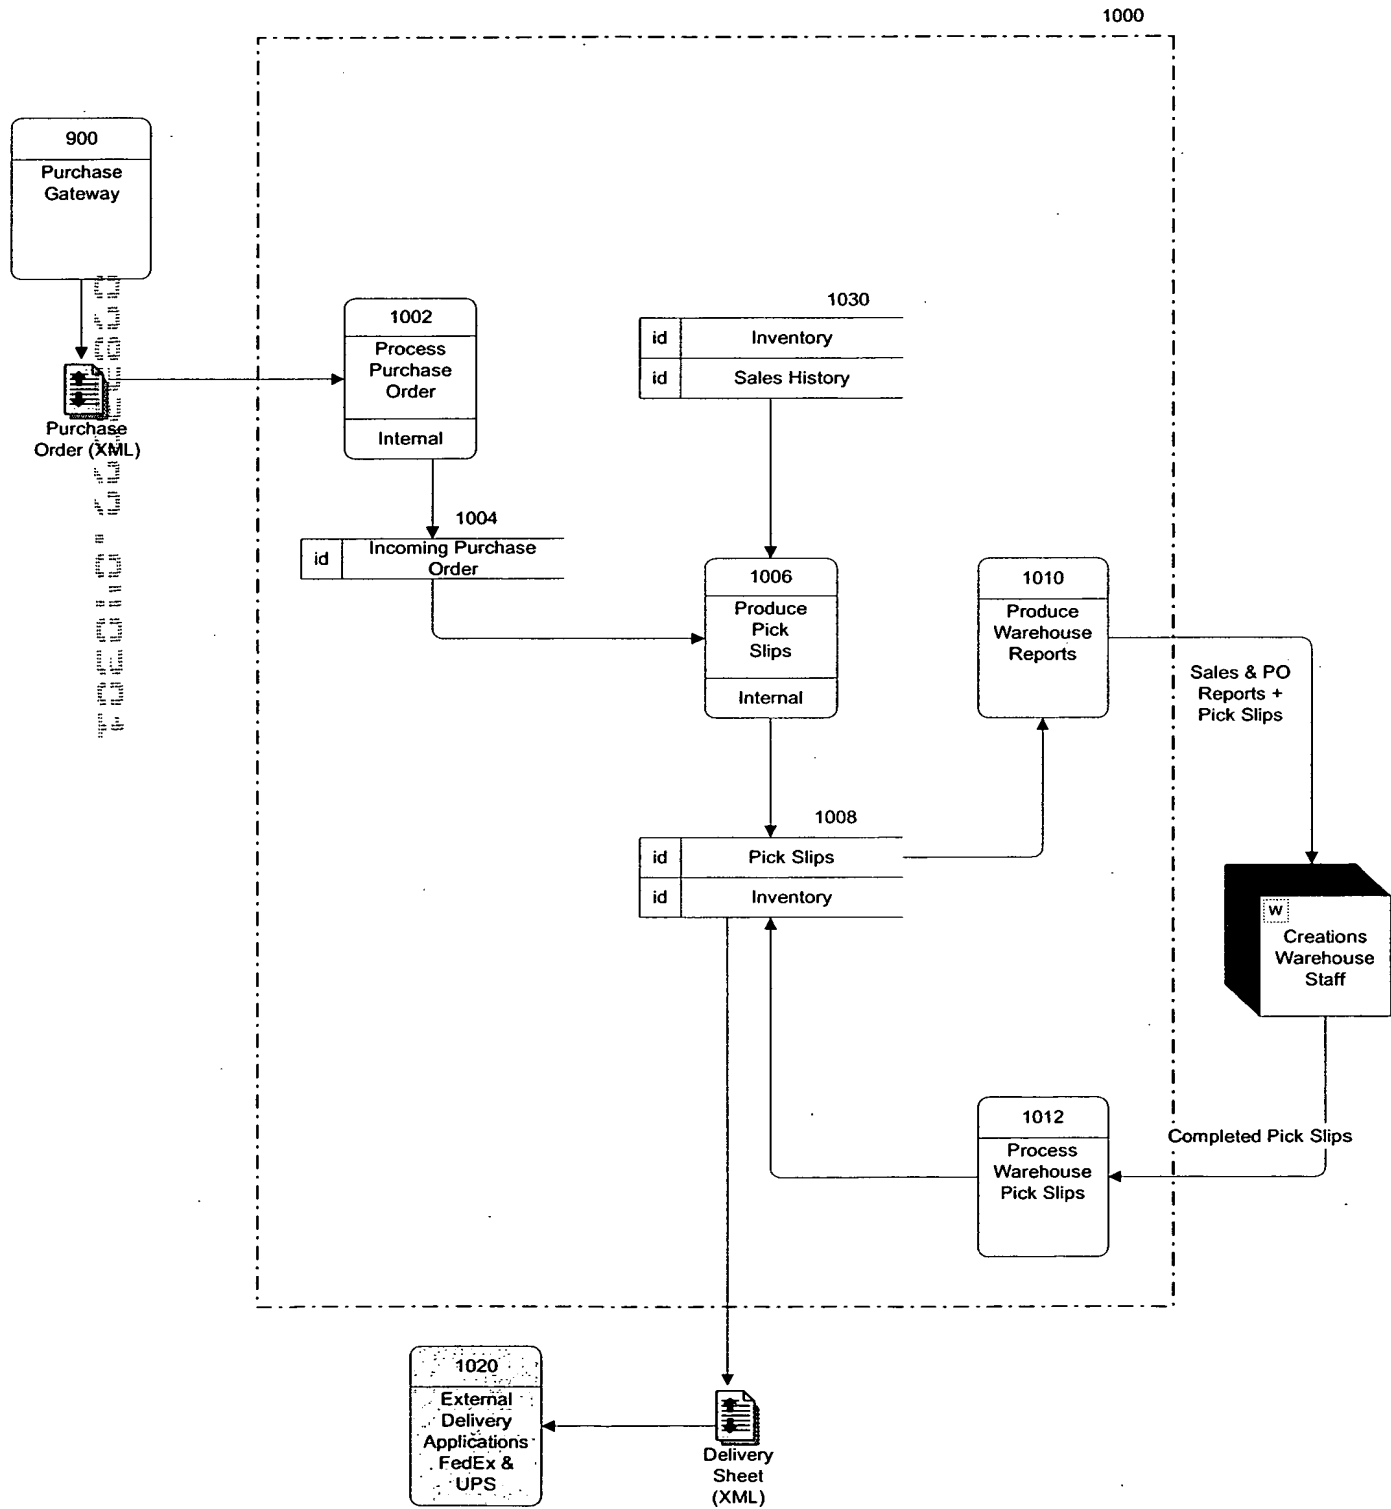 1000
900
Purchase
Gateway
Purchase
Order (XML)
1002
Process
Purchase
Order
Internal
1004
id
Incoming Purchase
Order
1030
id
Inventory
id
Sales History
1006
Produce
Pick
Slips
Internal
1010
Produce
Warehouse
Reports
Sales & PO
Reports +
Pick Slips
1008
id
Pick Slips
id
Inventory
W
Creations
Warehouse
Staff
1012
Process
Warehouse
Pick Slips
Completed Pick Slips
1020
External
Delivery
Applications
FedEx &
UPS
Delivery
Sheet
(XML)